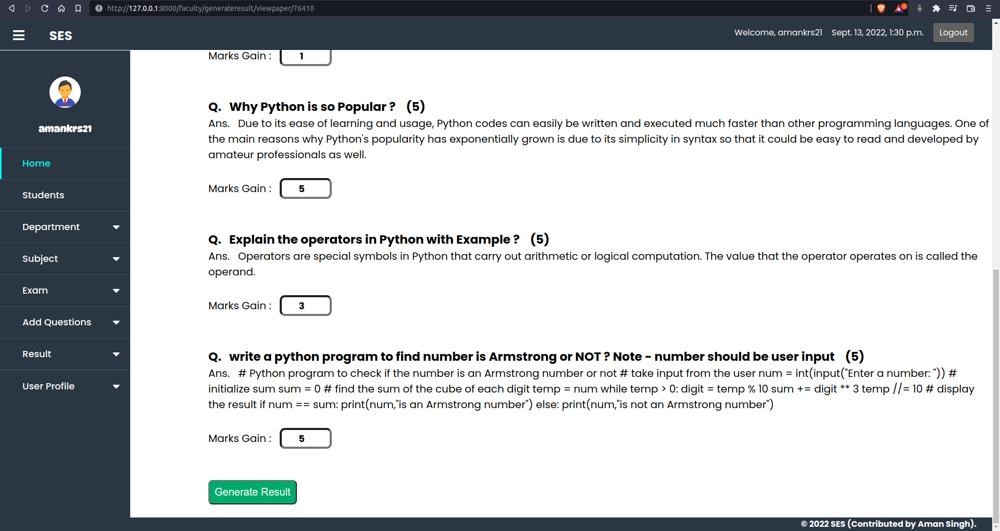 http://127.0.0.1:8000/faculty/generateresult/viewpaper/76410
1
SES
Welcome, amankrs21 Sept. 13, 2022, 1:30 p.m. Logout
amankrs21
Home
Students
Department
Subject
Exam
Add Questions
Result
User Profile
Marks Gain : 1
Q. Why Python is so Popular ? (5)
Ans. Due to its ease of learning and usage, Python codes can easily be written and executed much faster than other programming languages. One of
the main reasons why Python's popularity has exponentially grown is due to its simplicity in syntax so that it could be easy to read and developed by
amateur professionals as well.
Marks Gain : 5
Q. Explain the operators in Python with Example ? (5)
Ans. Operators are special symbols in Python that carry out arithmetic or logical computation. The value that the operator operates on is called the
operand.
Marks Gain : 3
Q. write a python program to find number is Armstrong or NOT ? Note - number should be user input (5)
Ans. # Python program to check if the number is an Armstrong number or not # take input from the user num = int(input("Enter a number: ")) #
initialize sum sum = 0 # find the sum of the cube of each digit temp = num while temp > 0: digit = temp % 10 sum += digit ** 3 temp //= 10 # display
the result if num == sum: print(num,"is an Armstrong number") else: print(num,"is not an Armstrong number")
Marks Gain : 5
Generate Result
© 2022 SES (Contributed by Aman Singh).